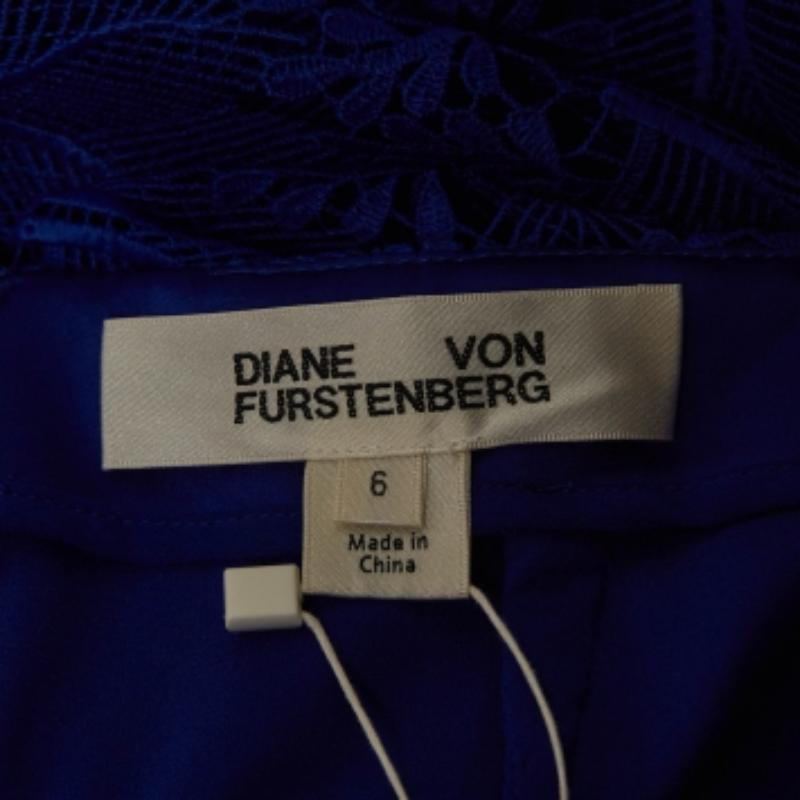 DIANE VON
FURSTENBERG
6
Made in
China